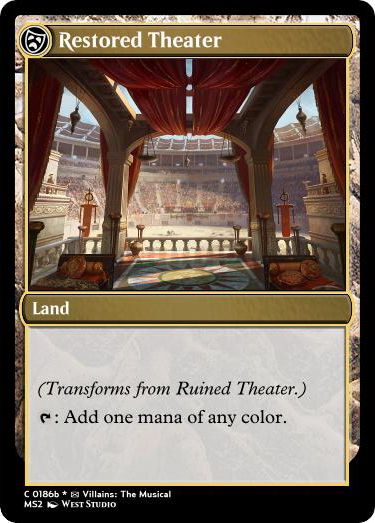 Restored Theater
Land
(Transforms from Ruined Theater.)
: Add one mana of any color.
C 0186b * Villains: The Musical
MS2 West Studio